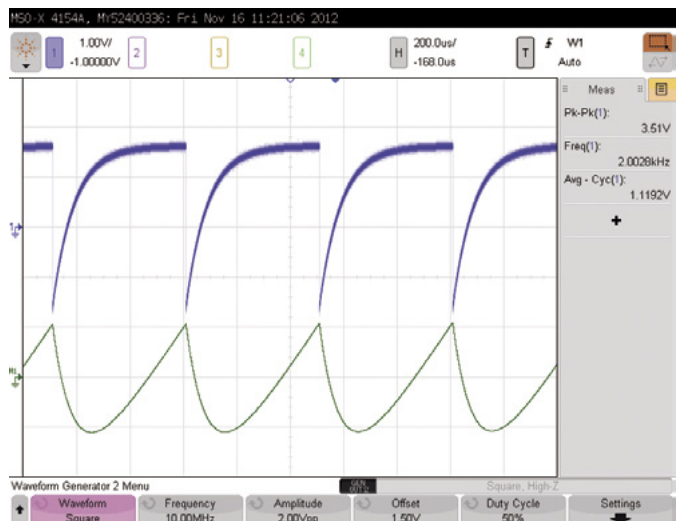 MSO-X 4154A, MY52400336: Fri Nov 16 11:21:06 2012
1 1.00V/ -1.00000V 2 3 4 H 200.0us/ -168.0us T W1 Auto
Meas
Pk-Pk(1):
3.51V
Freq(1):
2.0028kHz
Avg - Cyc(1):
1.1192V
Waveform Generator 2 Menu
Square, High-Z
Waveform
Square
Frequency
10.00MHz
Amplitude
2.00Vpp
Offset
1.50V
Duty Cycle
50%
Settings